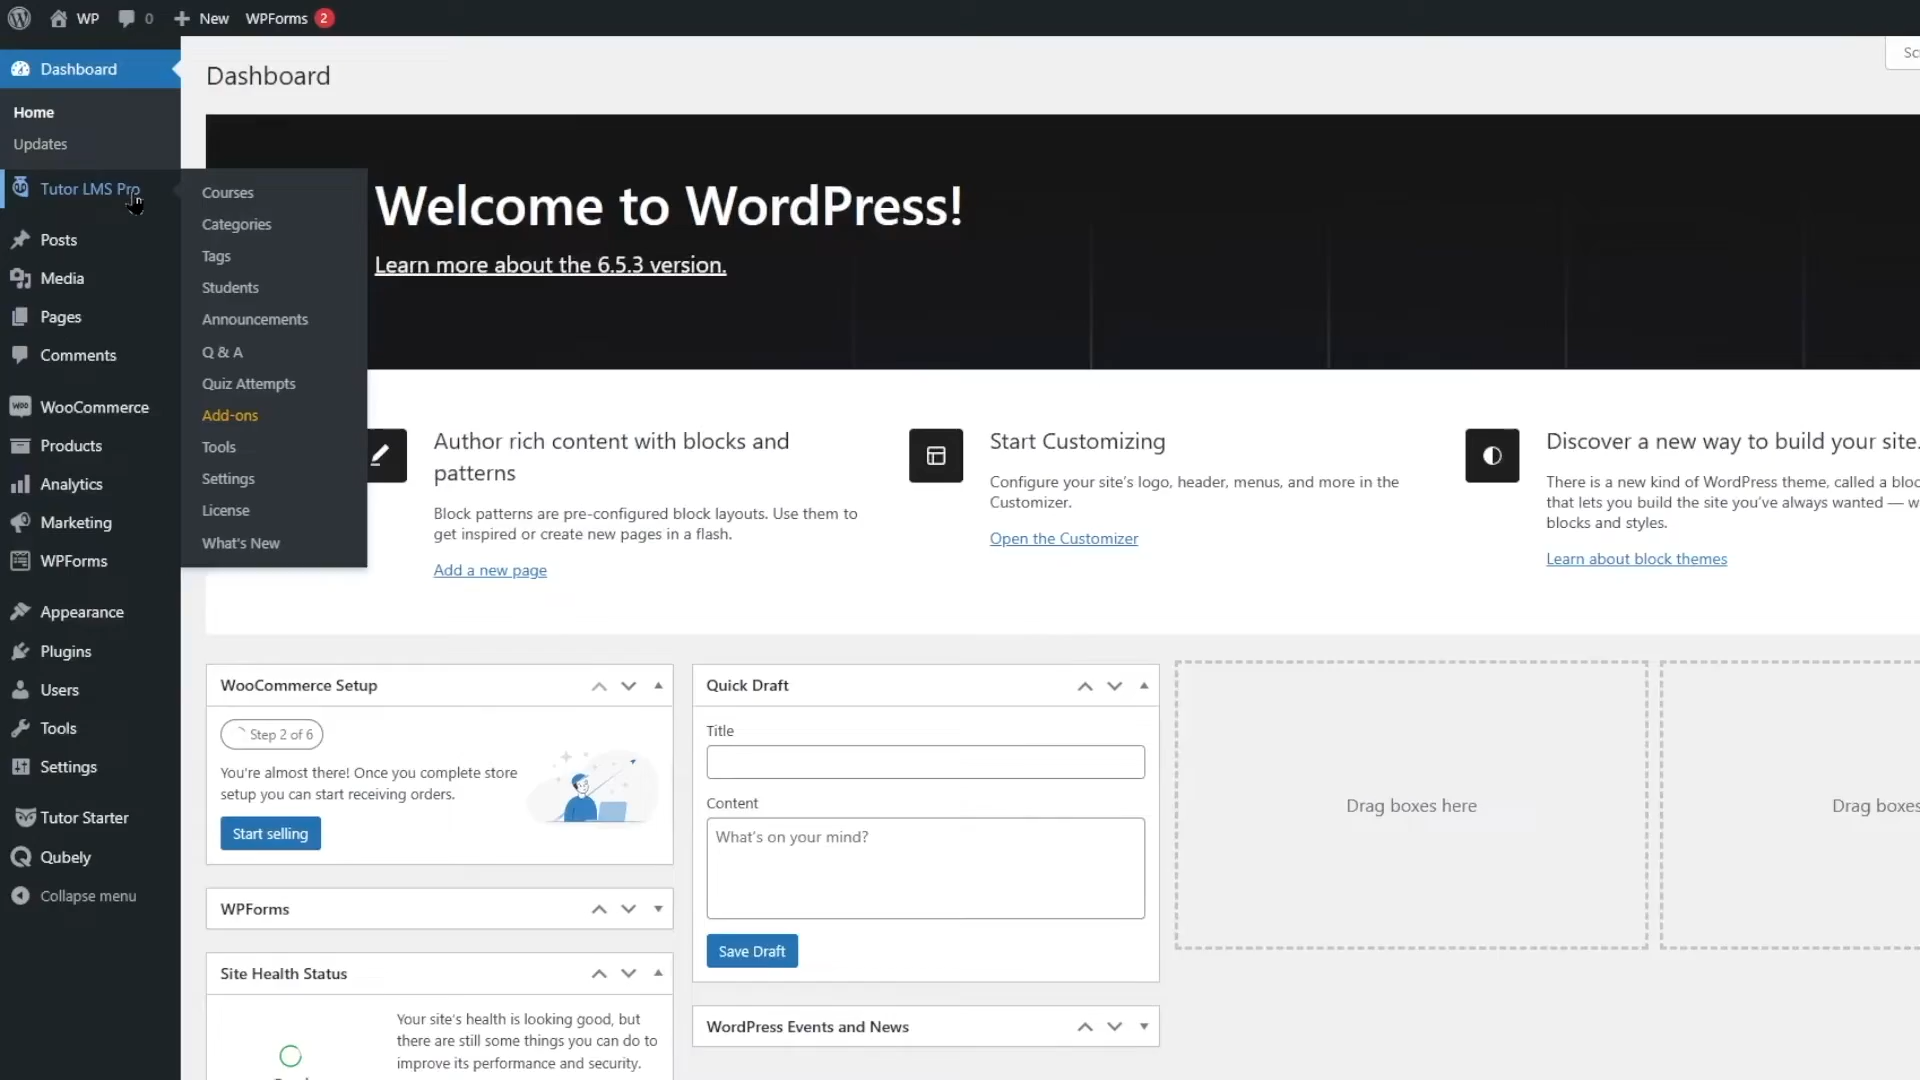 WP
0
New
WPForms
2
Dashboard
Home
Updates
Tutor LMS Pro
Posts
Media
Pages
Comments
WooCommerce
Products
Analytics
Marketing
WPForms
Appearance
Plugins
Users
Tools
Settings
Tutor Starter
Qubely
Collapse menu
Courses
Categories
Tags
Students
Announcements
Q & A
Quiz Attempts
Add-ons
Tools
Settings
License
What's New
Dashboard
Welcome to WordPress!
Learn more about the 6.5.3 version.
Author rich content with blocks and
patterns
Block patterns are pre-configured block layouts. Use them to
get inspired or create new pages in a flash.
Add a new page
Start Customizing
Configure your site's logo, header, menus, and more in the
Customizer.
Open the Customizer
Discover a new way to build your site.
There is a new kind of WordPress theme, called a
that lets you build the site you've always wanted —
blocks and styles.
Learn about block themes
WooCommerce Setup
Step 2 of 6
You're almost there! Once you complete store
setup you can start receiving orders.
Start selling
WPForms
Site Health Status
Your site's health is looking good, but
there are still some things you can do to
improve its performance and security.
Quick Draft
Title
Content
What's on your mind?
Save Draft
WordPress Events and News
Drag boxes here
Drag boxes